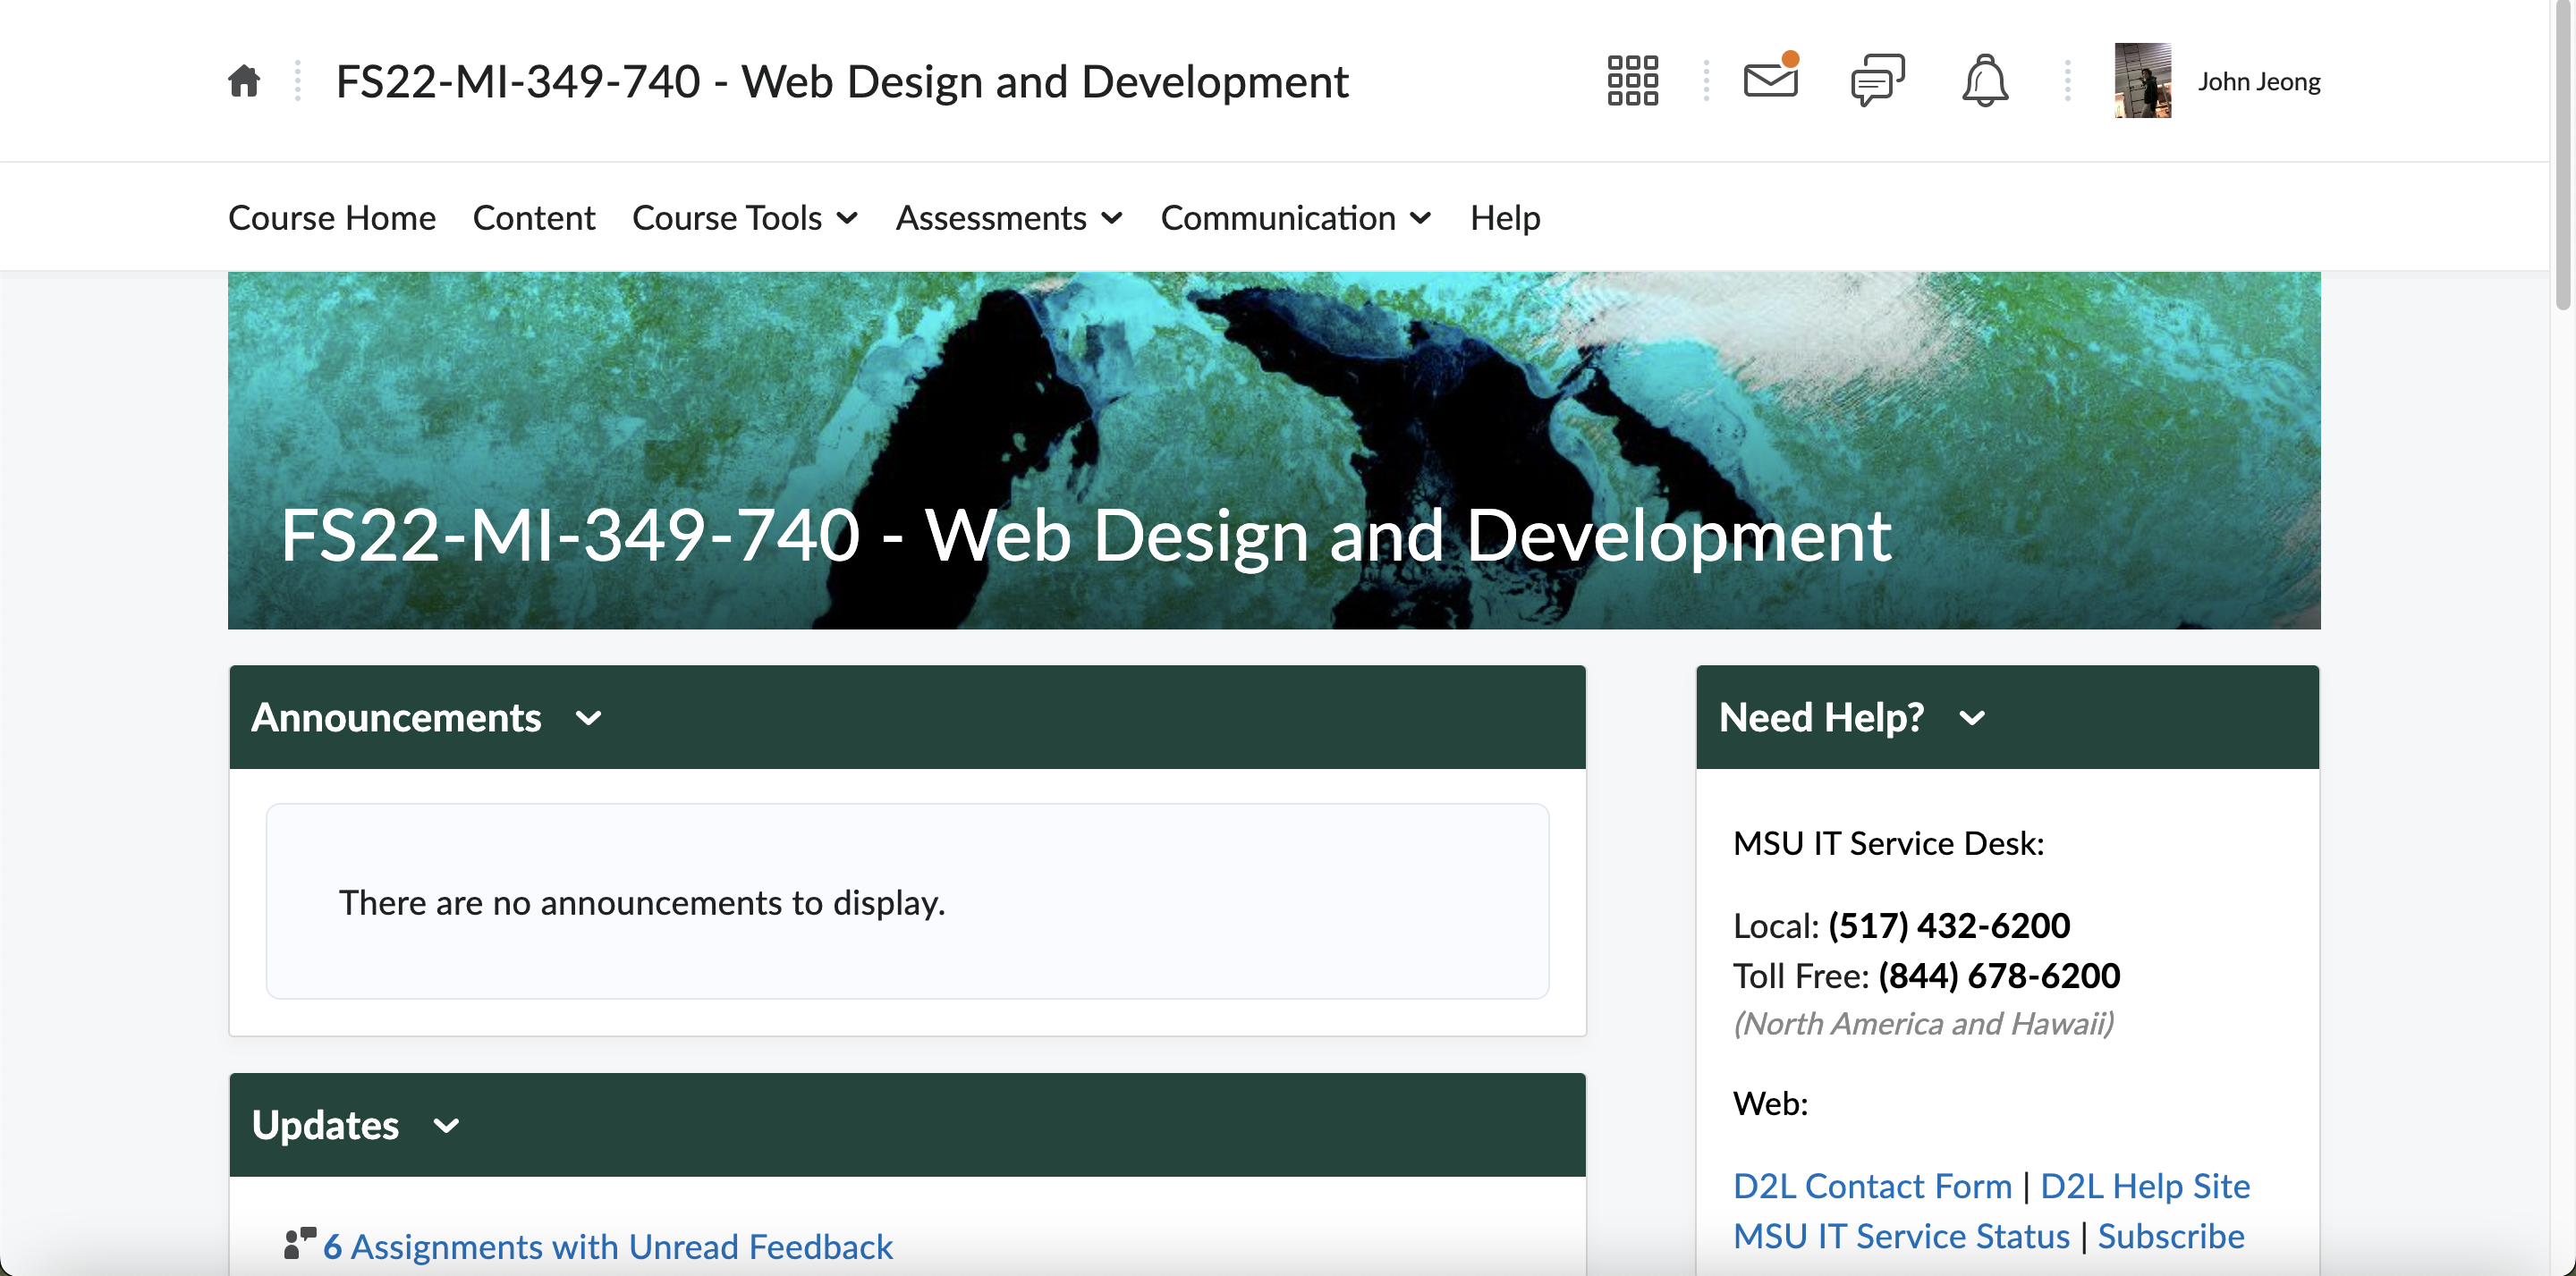 FS22-MI-349-740 - Web Design and Development
John Jeong
Course Home Content Course Tools Assessments Communication Help
FS22-MI-349-740 - Web Design and Development
Announcements
There are no announcements to display.
Updates
6 Assignments with Unread Feedback
Need Help?
MSU IT Service Desk:
Local: (517) 432-6200
Toll Free: (844) 678-6200
(North America and Hawaii)
Web:
D2L Contact Form | D2L Help Site
MSU IT Service Status | Subscribe